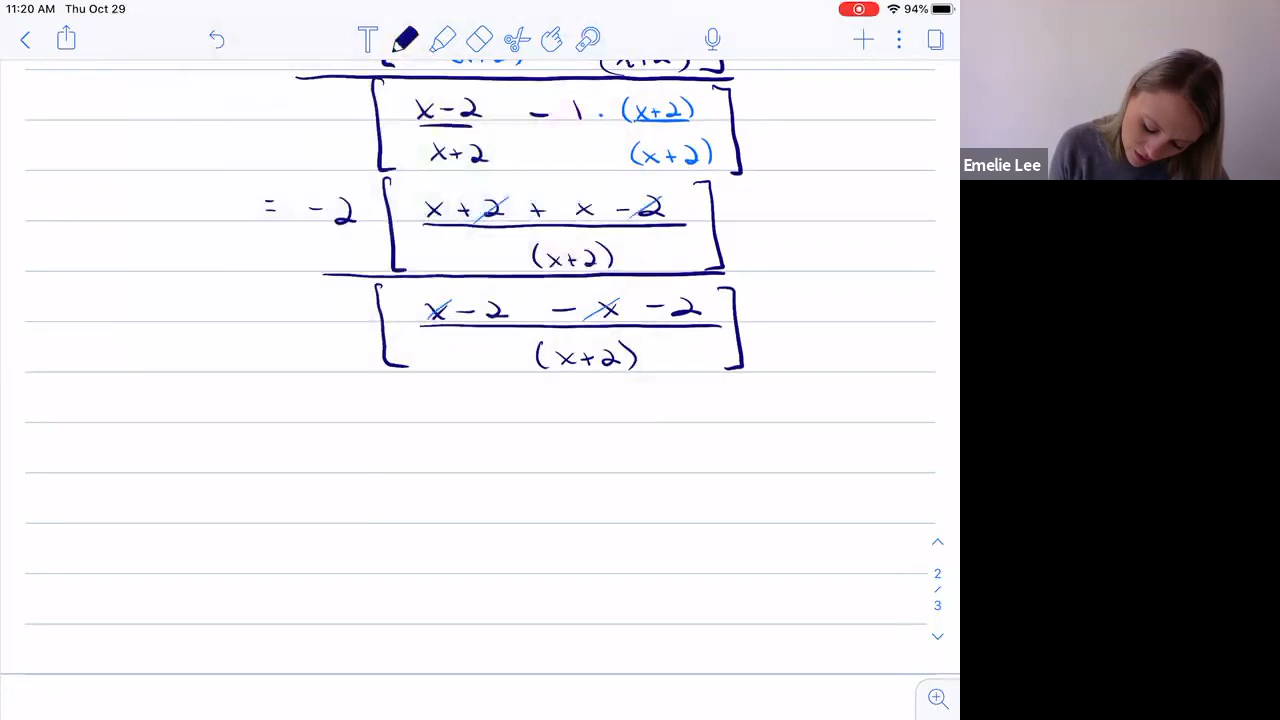 11:20 AM Thu Oct 29
94%
T
x-2 - 1 · (x+2)
x+2 (x+2)
Emelie Lee
= -2 [ x + 2 + x - 2 ]
(x+2)
[ x - 2 - x - 2 ]
(x+2)
2
/
3